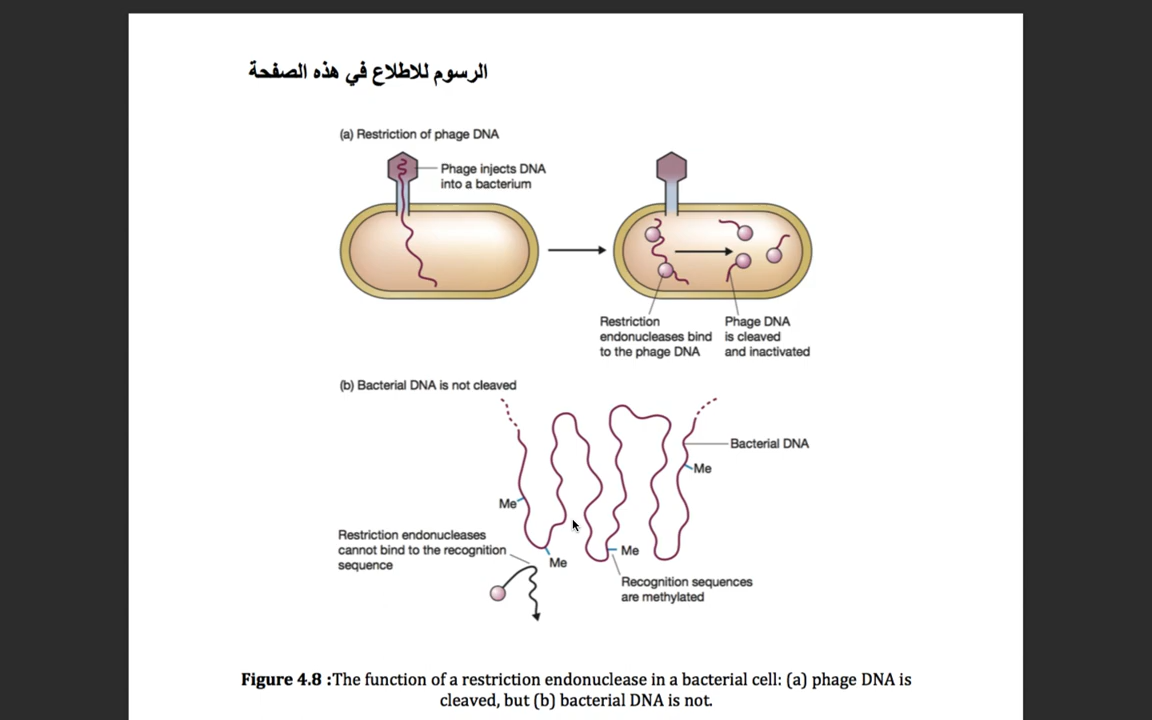 الرسوم للاطلاع في هذه الصفحة
(a) Restriction of phage DNA
Phage injects DNA
into a bacterium
Restriction
endonucleases bind
to the phage DNA
Phage DNA
is cleaved
and inactivated
(b) Bacterial DNA is not cleaved
Bacterial DNA
Me
Me
Restriction endonucleases
cannot bind to the recognition
sequence
Me
Me
Recognition sequences
are methylated
Figure 4.8 :The function of a restriction endonuclease in a bacterial cell: (a) phage DNA is
cleaved, but (b) bacterial DNA is not.